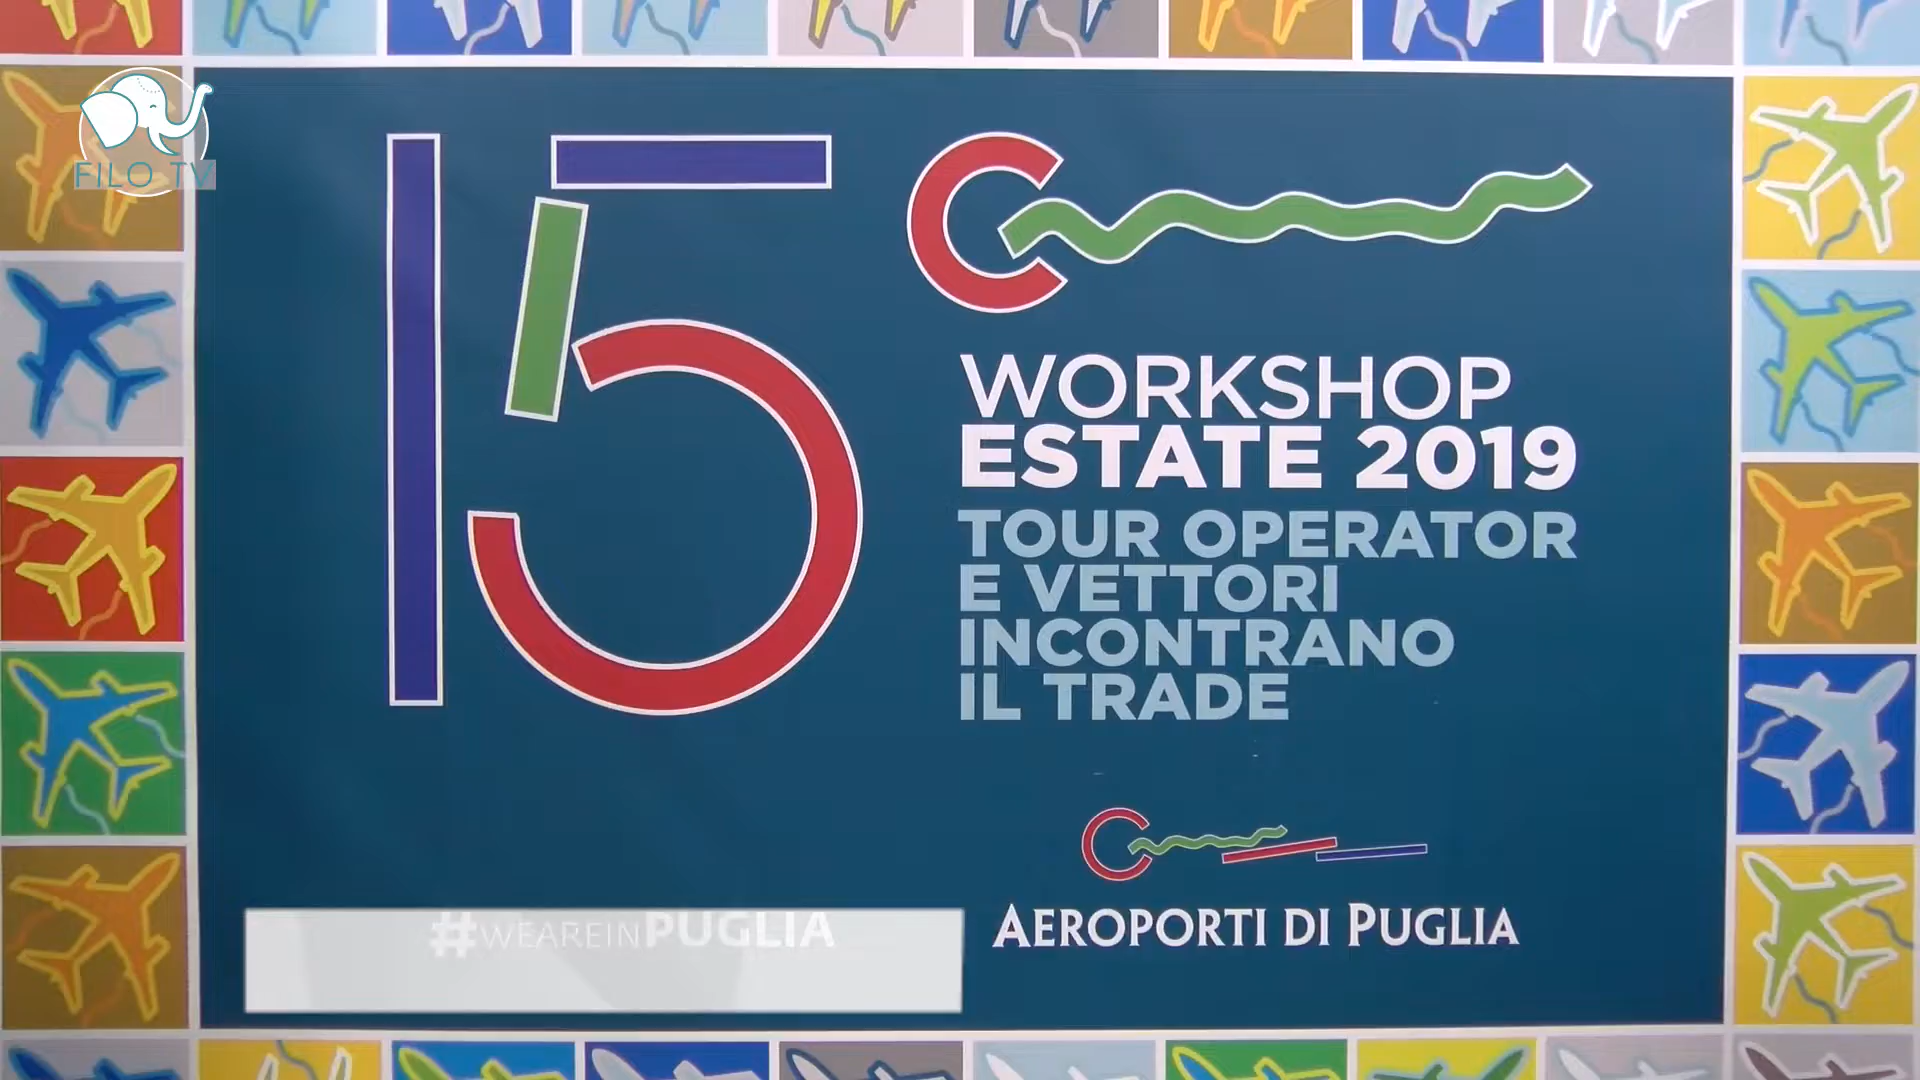 FILO TV
15
WORKSHOP
ESTATE 2019
TOUR OPERATOR
E VETTORI
INCONTRANO
IL TRADE
#WEAREINPUGLIA
AEROPORTI DI PUGLIA